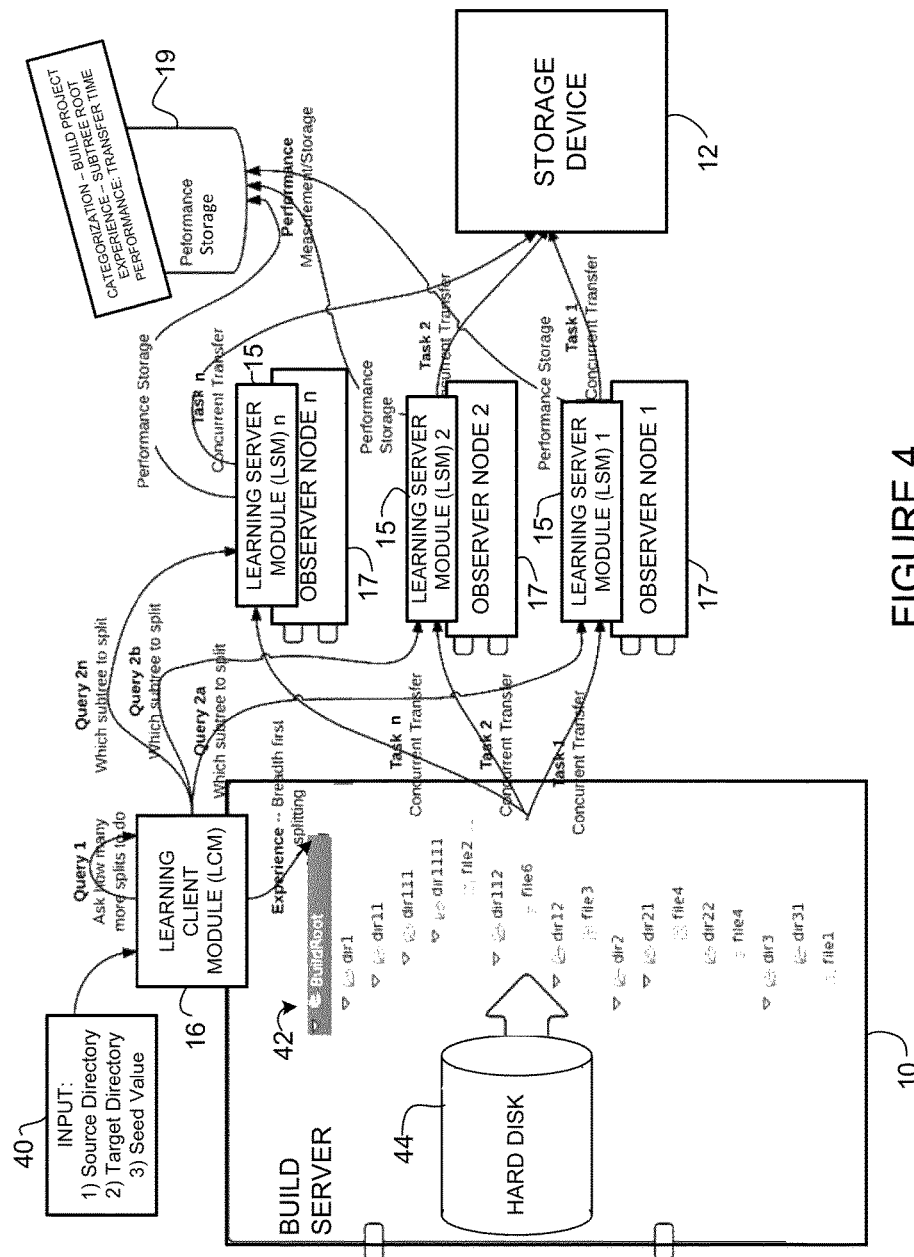 40
INPUT:
1) Source Directory
2) Target Directory
3) Seed Value
Query 1
Ask how many
more splits to do
LEARNING
CLIENT
MODULE (LCM)
16
Query 2n
Which subtree to split
Query 2b
Which subtree to split
Query 2a
Which subtree to split
Experience -- Breadth first
splitting
BUILD
SERVER
42
BuildRoot
dir1
dir11
dir111
dir1111
file2
dir112
file6
dir12
file3
dir2
dir21
file4
dir22
file4
dir3
dir31
file1
44
HARD DISK
10
Task n
Concurrent Transfer
Task 2
Concurrent Transfer
Task 1
Concurrent Transfer
LEARNING SERVER
MODULE (LSM) n
15
OBSERVER NODE n
17
LEARNING SERVER
MODULE (LSM) 2
15
OBSERVER NODE 2
17
LEARNING SERVER
MODULE (LSM) 1
15
OBSERVER NODE 1
17
Performance Storage
Task n
Concurrent Transfer
Performance
Storage
Task 2
ncurrent Transfer
Performance Storage
Task 1
Concurrent Transfer
Performance
Measurement/Storage
CATEGORIZATION – BUILD PROJECT
EXPERIENCE – SUBTREE ROOT
PERFORMANCE: TRANSFER TIME
19
Peformance
Storage
STORAGE
DEVICE
12
FIGURE 4